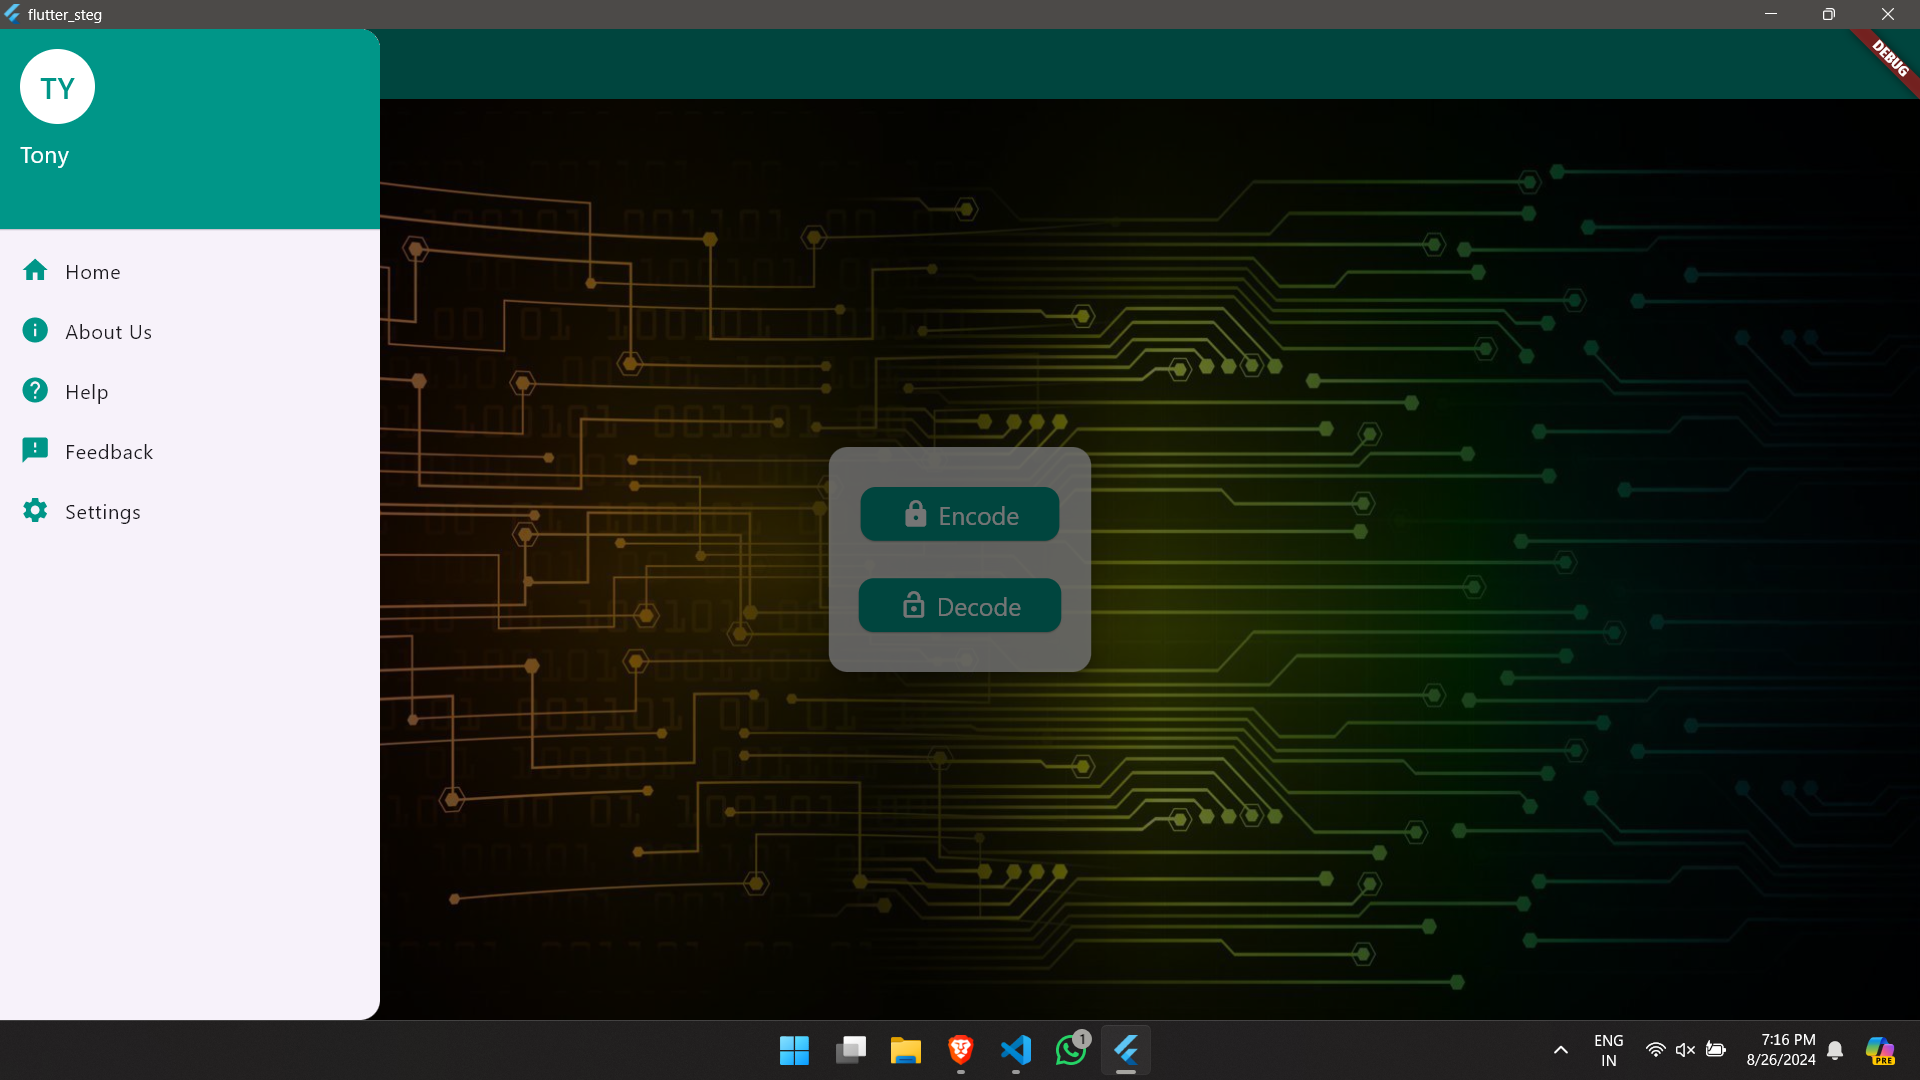 flutter_steg
DEBUG
TY
Tony
Home
About Us
Help
Feedback
Settings
Encode
Decode
1
ENG
IN
7:16 PM
8/26/2024
PRE